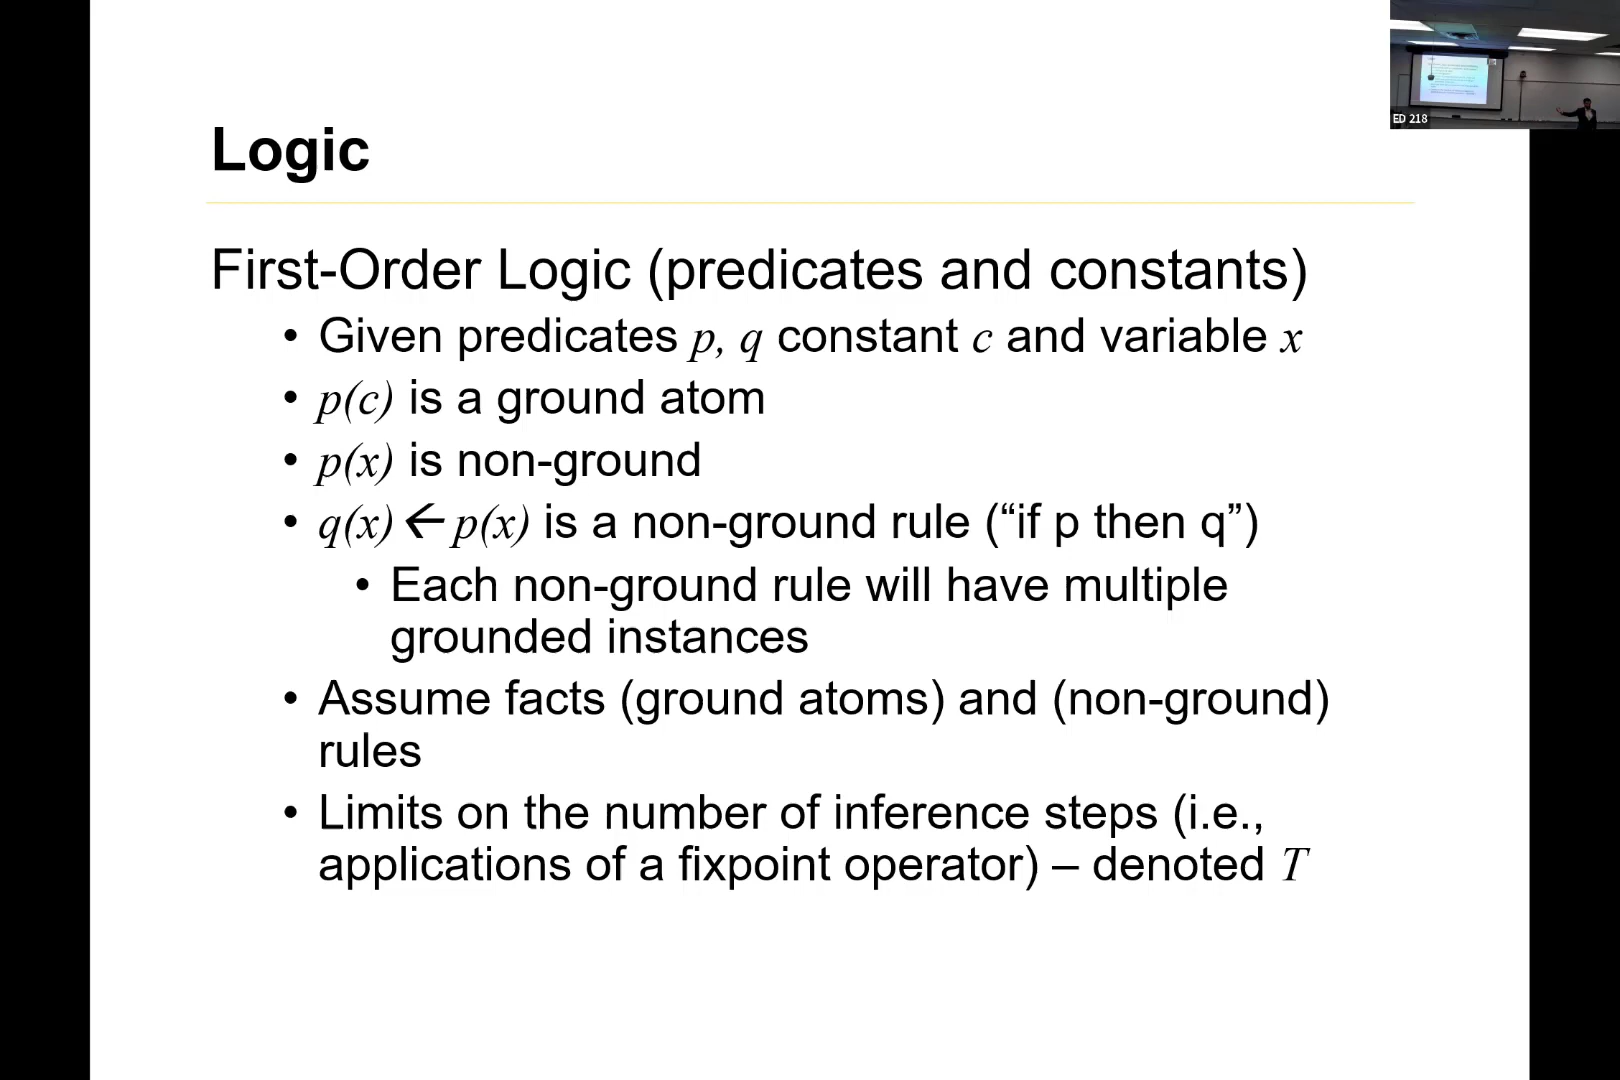 ED 218
Logic
First-Order Logic (predicates and constants)
• Given predicates p, q constant c and variable x
• p(c) is a ground atom
• p(x) is non-ground
• q(x) ← p(x) is a non-ground rule (“if p then q”)
• Each non-ground rule will have multiple
grounded instances
• Assume facts (ground atoms) and (non-ground)
rules
• Limits on the number of inference steps (i.e.,
applications of a fixpoint operator) – denoted T